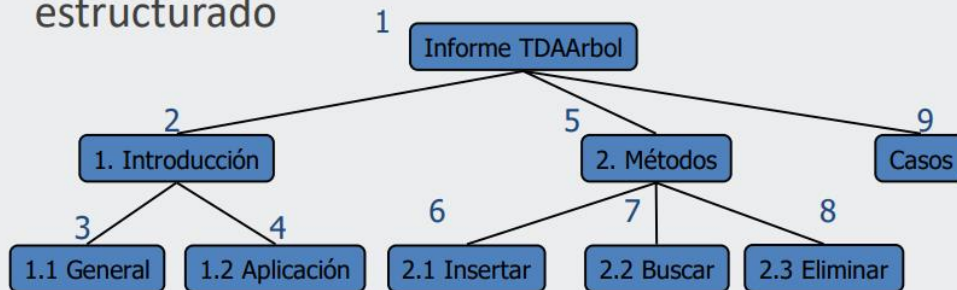 estructurado
1
Informe TDAArbol
2
5
9
1. Introducción
2. Métodos
Casos
3
4
6
7
8
1.1 General
1.2 Aplicación
2.1 Insertar
2.2 Buscar
2.3 Eliminar